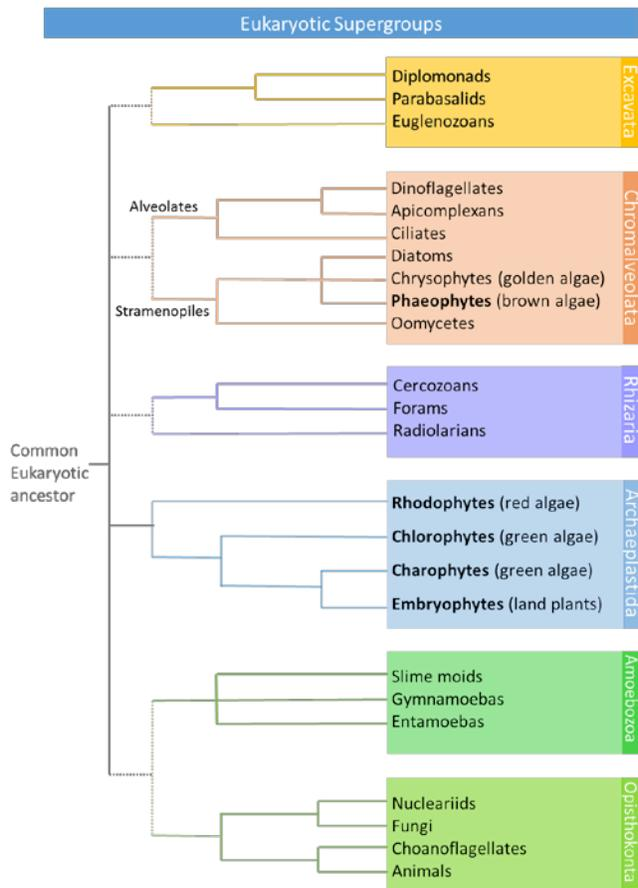 Eukaryotic Supergroups
Diplomonads
Parabasalids
Euglenozoans
Excavata
Alveolates
Stramenopiles
Dinoflagellates
Apicomplexans
Ciliates
Diatoms
Chrysophytes (golden algae)
Phaeophytes (brown algae)
Oomycetes
Chromalveolata
Cercozoans
Forams
Radiolarians
Rhizaria
Common
Eukaryotic
ancestor
Rhodophytes (red algae)
Chlorophytes (green algae)
Charophytes (green algae)
Embryophytes (land plants)
Archaeplastida
Slime moids
Gymnamoebas
Entamoebas
Amoebozoa
Nucleariids
Fungi
Choanoflagellates
Animals
Opisthokonta